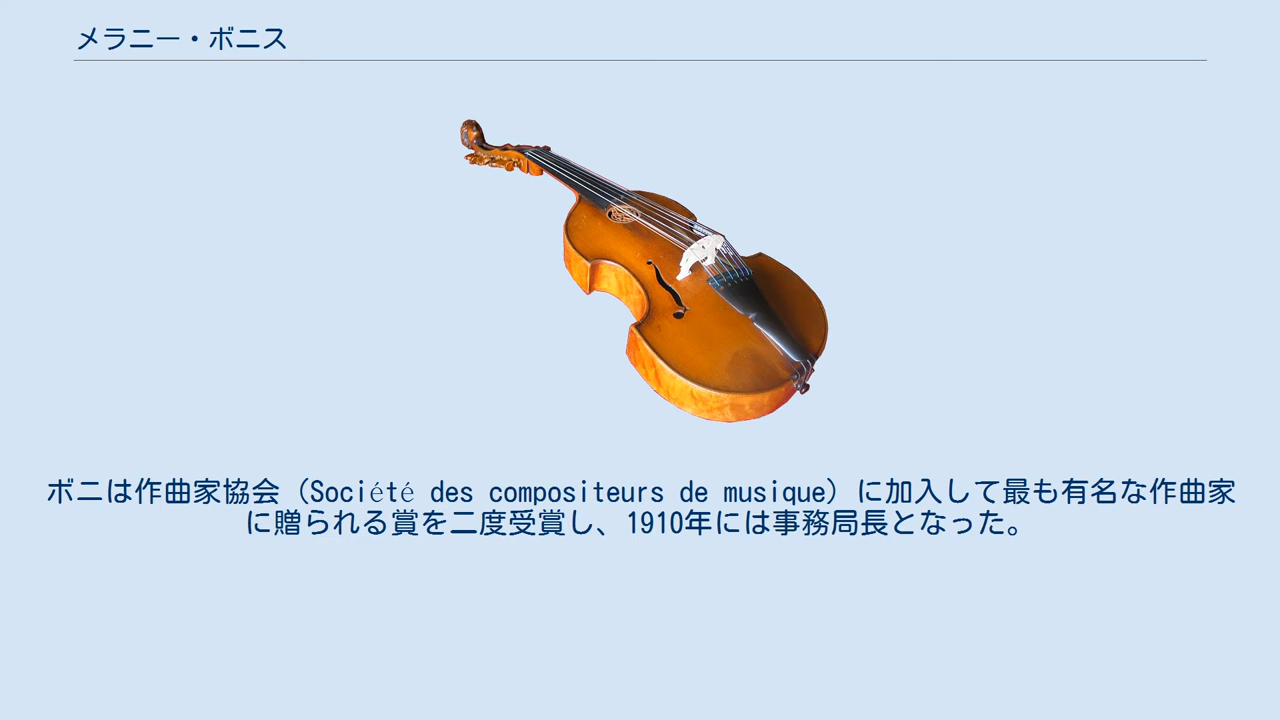 メラニー・ボニス
ボニは作曲家協会（Société des compositeurs de musique）に加入して最も有名な作曲家
に贈られる賞を二度受賞し、1910年には事務局長となった。